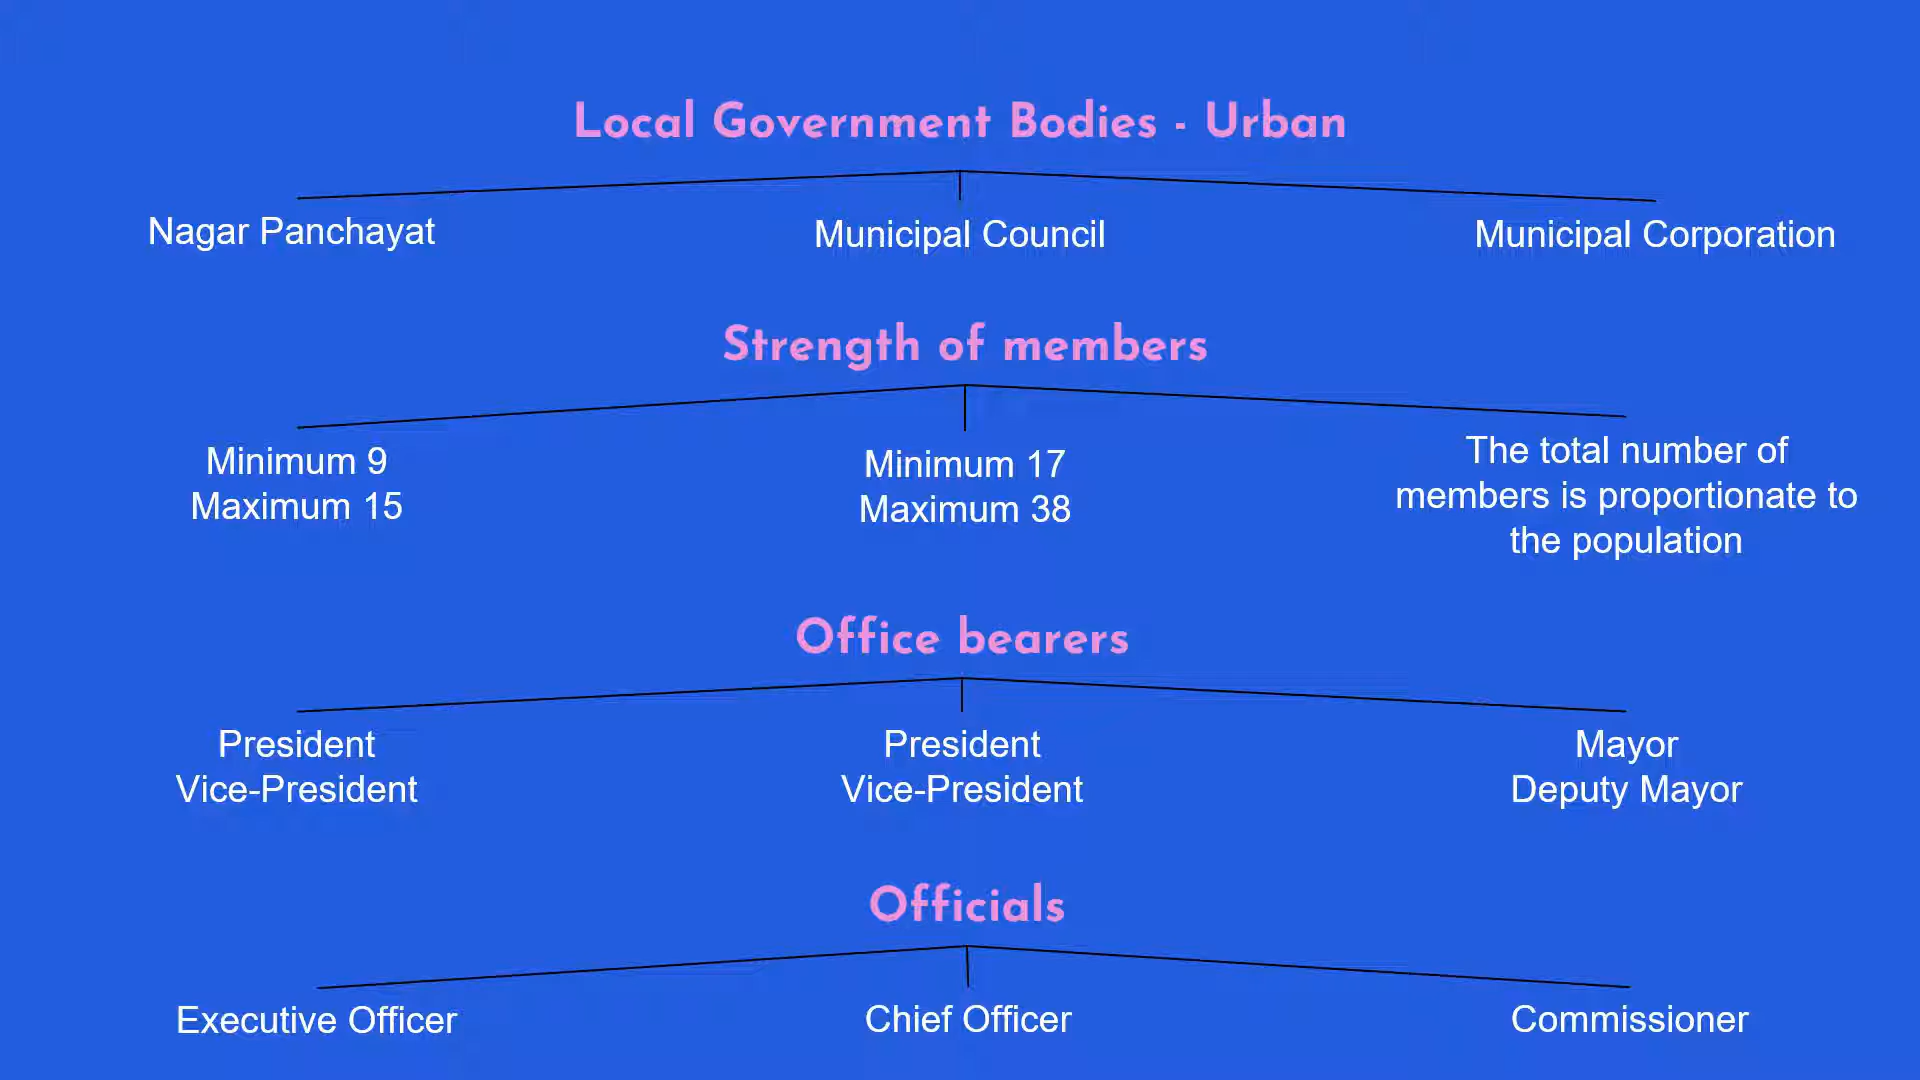 Local Government Bodies - Urban
Nagar Panchayat
Municipal Council
Municipal Corporation
Strength of members
Minimum 9
Maximum 15
Minimum 17
Maximum 38
The total number of
members is proportionate to
the population
Office bearers
President
Vice-President
President
Vice-President
Mayor
Deputy Mayor
Officials
Executive Officer
Chief Officer
Commissioner